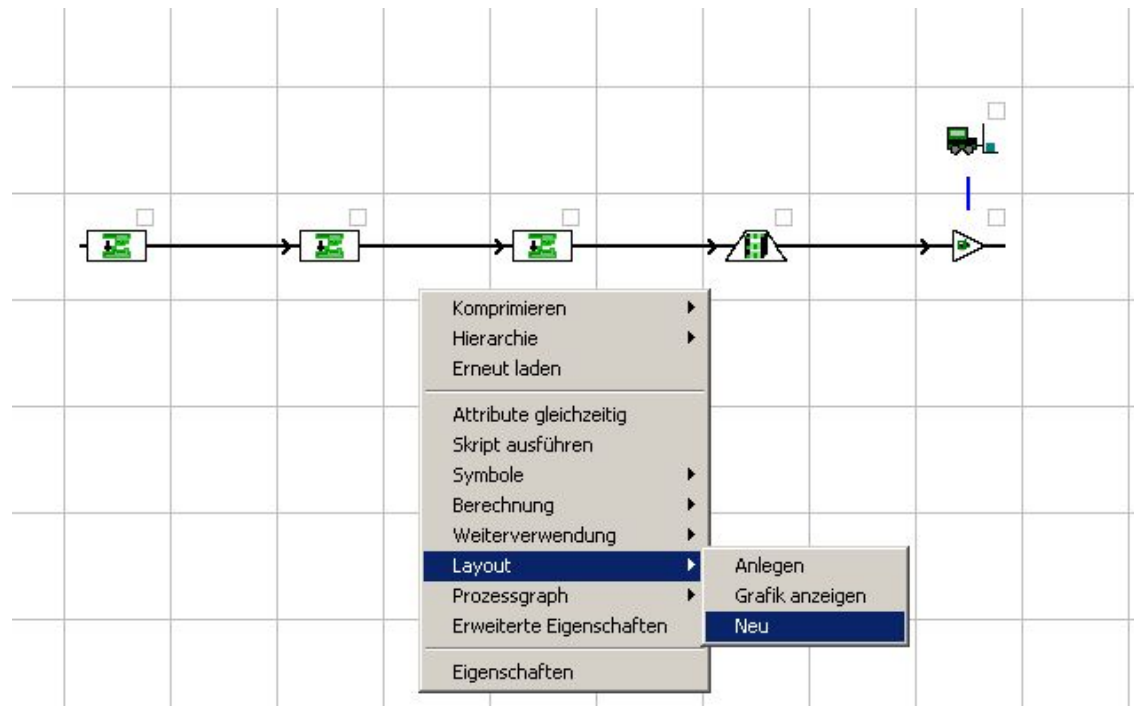 Komprimieren
Hierarchie
Erneut laden
Attribute gleichzeitig
Skript ausführen
Symbole
Berechnung
Weiterverwendung
Layout
Prozessgraph
Erweiterte Eigenschaften
Eigenschaften
Anlegen
Grafik anzeigen
Neu